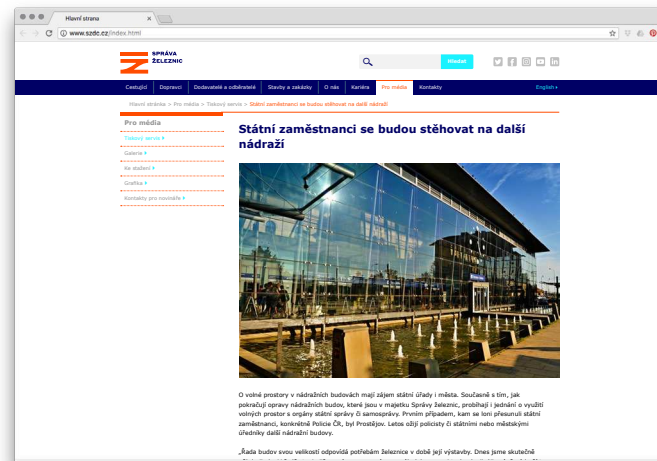 Hlavní strana
www.szdc.cz/index.html
SPRÁVA
ŽELEZNIC
Hledat
Cestující Dopravci Dodavatelé a odběratelé Stavby a zakázky O nás Kariéra Pro média Kontakty English
Hlavní stránka > Pro média > Tiskový servis > Státní zaměstnanci se budou stěhovat na další nádraží
Pro média
Tiskový servis
Galerie
Ke stažení
Grafika
Kontakty pro novináře
Státní zaměstnanci se budou stěhovat na další
nádraží
O volné prostory v nádražních budovách mají zájem státní úřady i města. Současně s tím, jak
pokračují opravy nádražních budov, které jsou v majetku Správy železnic, probíhají i jednání o využití
volných prostor s orgány státní správy či samosprávy. Prvním případem, kam se loni přesunuli státní
zaměstnanci, konkrétně Policie ČR, byl Prostějov. Letos ožijí policisty či státními nebo městskými
úředníky další nádražní budovy.
„Řada budov svou velikostí odpovídá potřebám železnice v době její výstavby. Dnes jsme skutečně